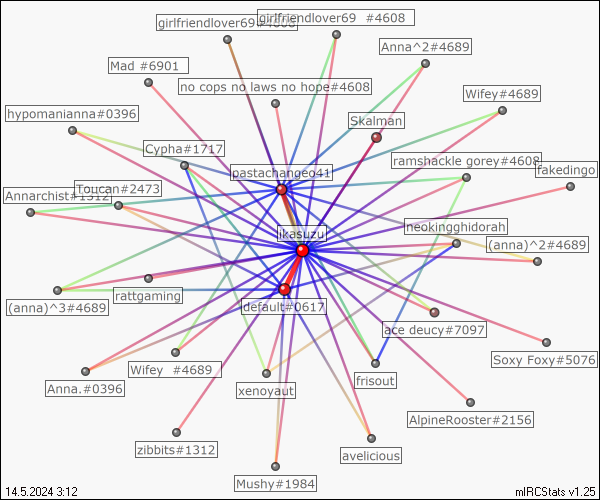 girlfriendlover69#4608
girlfriendlover69  #4608
Anna^2#4689
Mad #6901
no cops no laws no hope#4608
Wifey#4689
hypomanianna#0396
Skalman
Cypha#1717
ramshackle gorey#4608
pastachangeo41
fakedingo
Annarchist#1312
Toucan#2473
ikasuzu
neokingghidorah
(anna)^2#4689
rattgaming
(anna)^3#4689
default#0617
ace deucy#7097
Soxy Foxy#5076
Wifey  #4689
Anna.#0396
xenoyaut
frisout
AlpineRooster#2156
zibbits#1312
avelicious
Mushy#1984
14.5.2024 3:12
mIRCStats v1.25